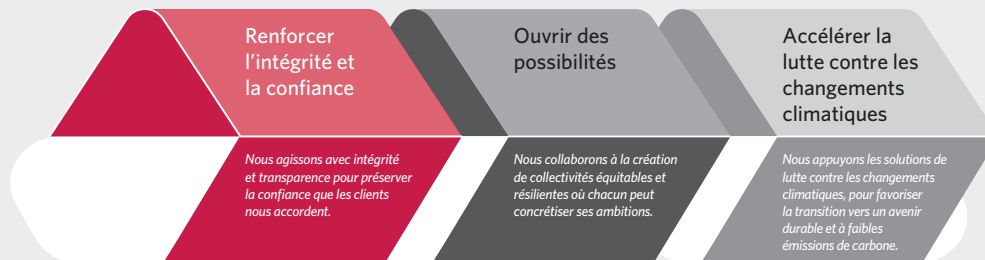 Renforcer
l'intégrité et
la confiance
Nous agissons avec intégrité
et transparence pour préserver
la confiance que les clients
nous accordent.
Ouvrir des
possibilités
Nous collaborons à la création
de collectivités équitables et
résilientes où chacun peut
concrétiser ses ambitions.
Accélérer la
lutte contre les
changements
climatiques
Nous appuyons les solutions de
lutte contre les changements
climatiques, pour favoriser
la transition vers un avenir
durable et à faibles
émissions de carbone.